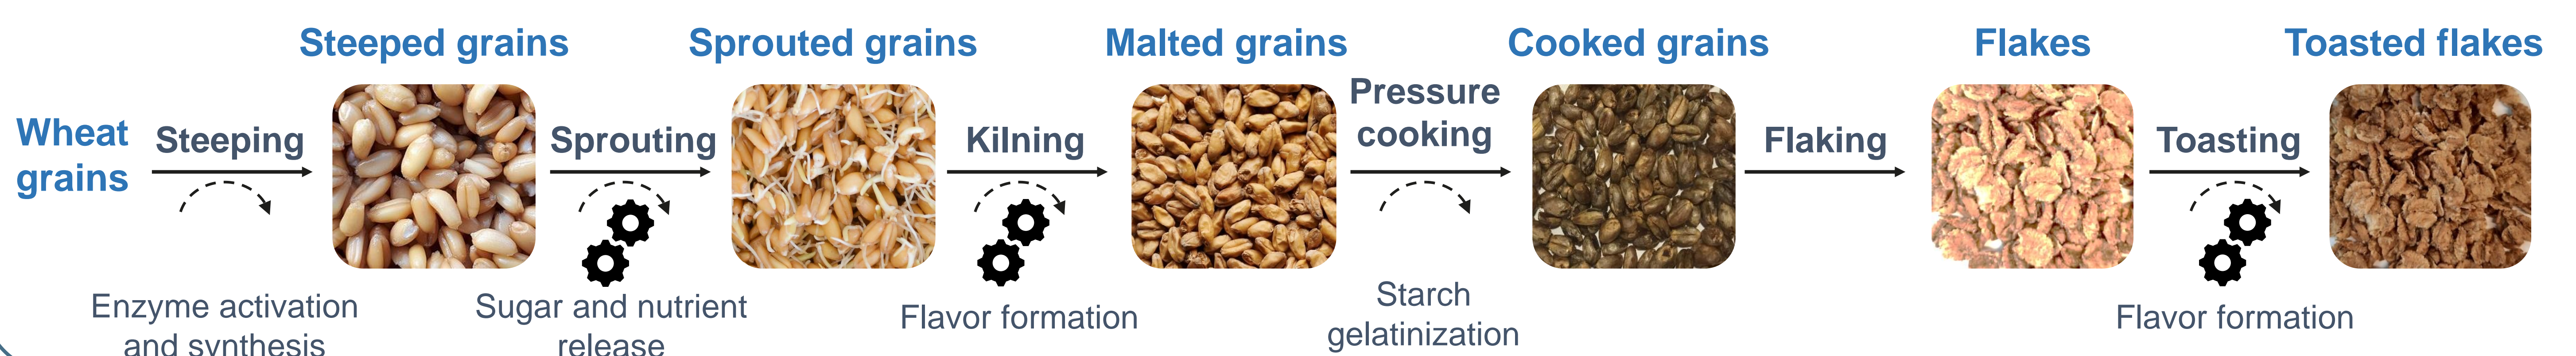 Steeped grains
Sprouted grains
Malted grains
Cooked grains
Flakes
Toasted flakes
Wheat
grains
Steeping
Sprouting
Kilning
Pressure
cooking
Flaking
Toasting
Enzyme activation
and synthesis
Sugar and nutrient
release
Flavor formation
Starch
gelatinization
Flavor formation